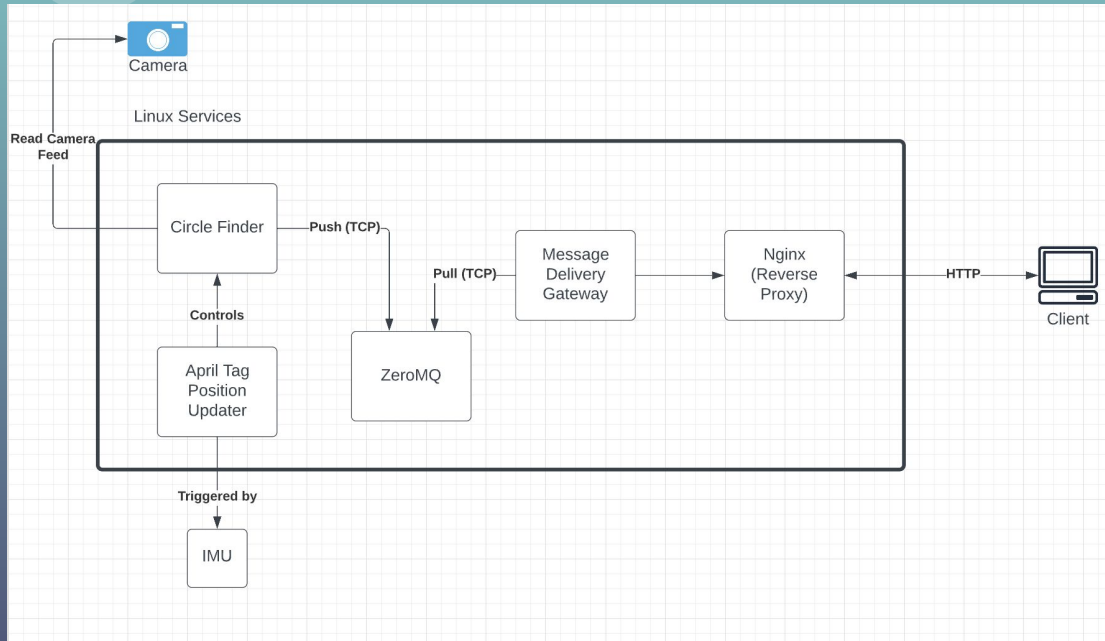 Camera
Linux Services
Read Camera
Feed
Circle Finder
Push (TCP)
Pull (TCP)
Message
Delivery
Gateway
Nginx
(Reverse
Proxy)
HTTP
Client
Controls
April Tag
Position
Updater
ZeroMQ
Triggered by
IMU